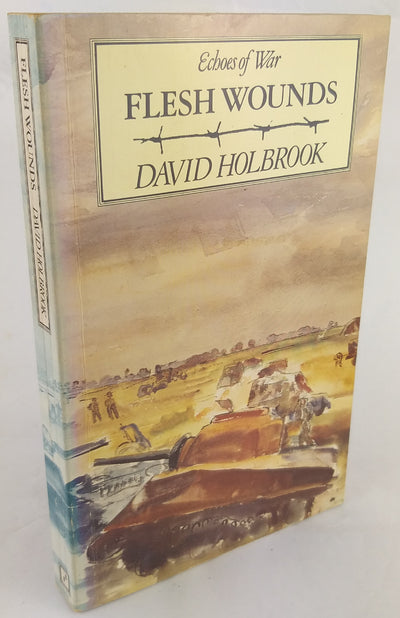 Echoes of War
FLESH WOUNDS
DAVID HOLBROOK
FLESH WOUNDS DAVID HOLBROOK